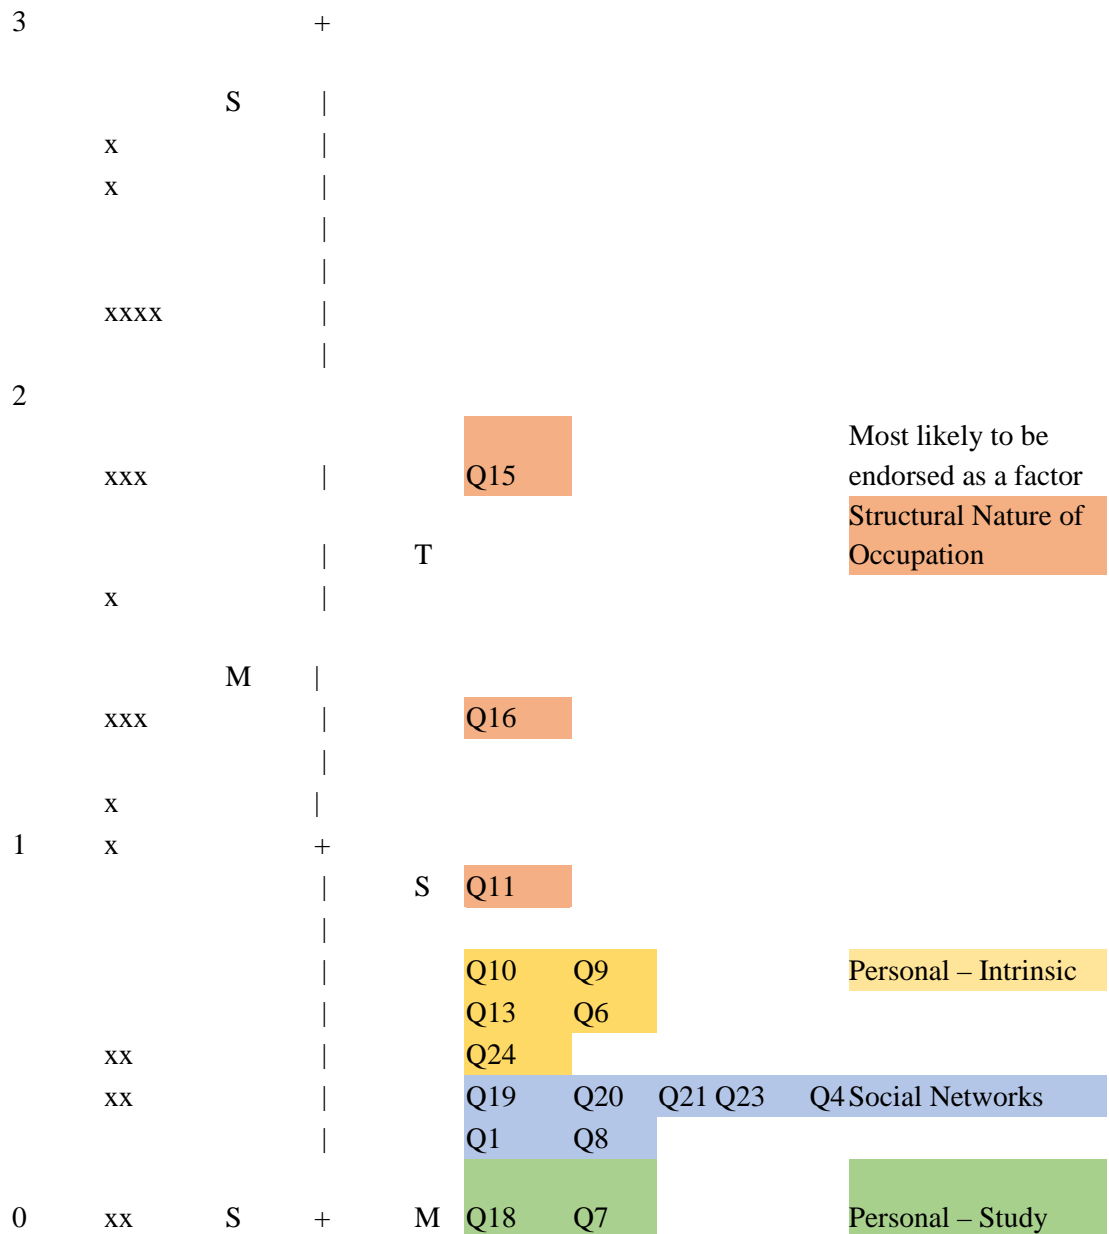 3 +
S |
x |
x |
|
|
xxxx |
|
2
Most likely to be
xxx | Q15 endorsed as a factor
Structural Nature of
| T Occupation
x |
M |
xxx | Q16
|
x |
1 x +
| S Q11
|
| Q10 Q9 Personal – Intrinsic
| Q13 Q6
xx | Q24
xx | Q19 Q20 Q21 Q23 Q4 Social Networks
| Q1 Q8
0 xx S + M Q18 Q7 Personal – Study